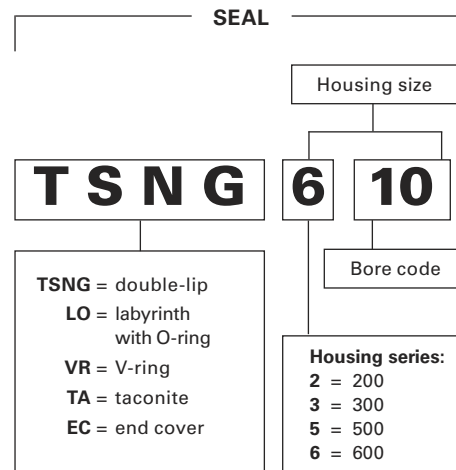 SEAL
Housing size
TSNG 6 10
Bore code
TSNG = double-lip
LO = labyrinth
with O-ring
VR = V-ring
TA = taconite
EC = end cover
Housing series:
2 = 200
3 = 300
5 = 500
6 = 600